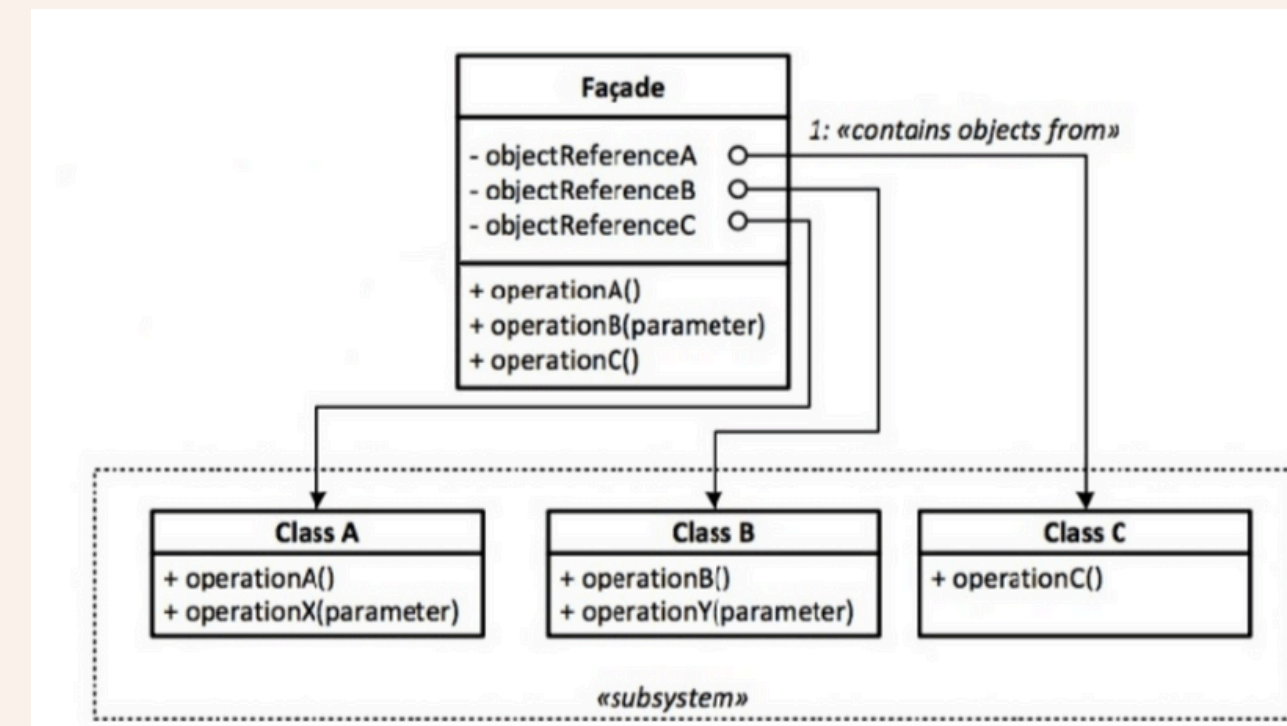 Façade
1: «contains objects from»
- objectReferenceA
- objectReferenceB
- objectReferenceC
+ operationA()
+ operationB(parameter)
+ operationC()
Class A
+ operationA()
+ operationX(parameter)
Class B
+ operationB()
+ operationY(parameter)
Class C
+ operationC()
«subsystem»